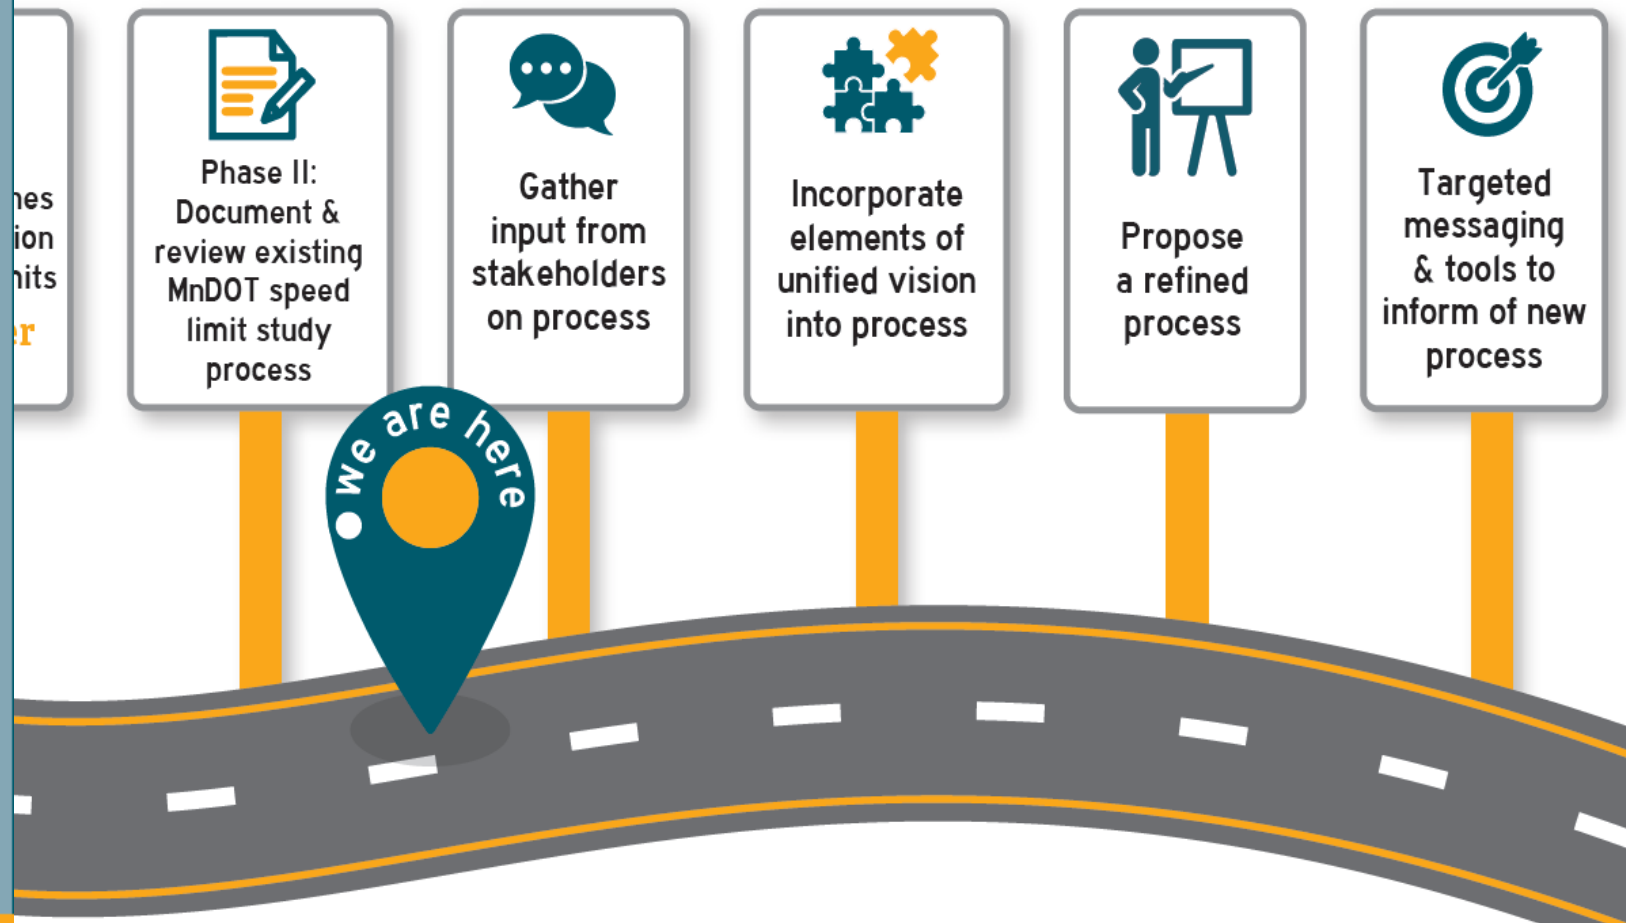 Phase II:
Document &
review existing
MnDOT speed
limit study
process
Gather
input from
stakeholders
on process
Incorporate
elements of
unified vision
into process
Propose
a refined
process
Targeted
messaging
& tools to
inform of new
process
we are here